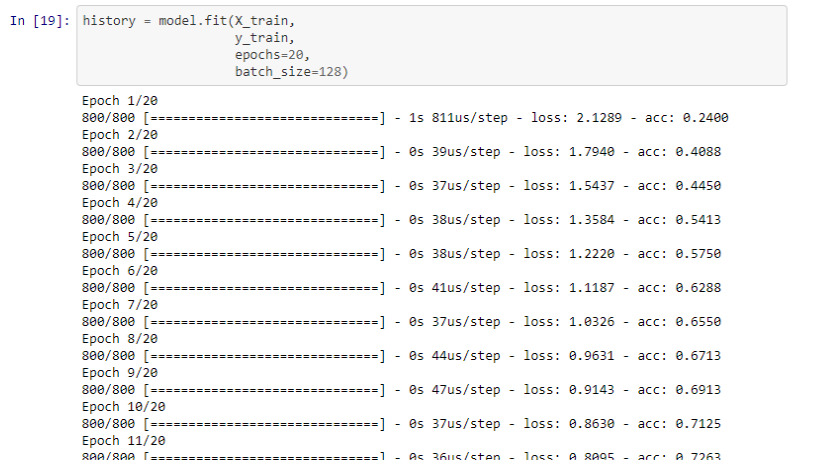 In [19]: history = model.fit(X_train,
y_train,
epochs=20,
batch_size=128)
Epoch 1/20
800/800 [==============================] - 1s 811us/step - loss: 2.1289 - acc: 0.2400
Epoch 2/20
800/800 [==============================] - 0s 39us/step - loss: 1.7940 - acc: 0.4088
Epoch 3/20
800/800 [==============================] - 0s 37us/step - loss: 1.5437 - acc: 0.4450
Epoch 4/20
800/800 [==============================] - 0s 38us/step - loss: 1.3584 - acc: 0.5413
Epoch 5/20
800/800 [==============================] - 0s 38us/step - loss: 1.2220 - acc: 0.5750
Epoch 6/20
800/800 [==============================] - 0s 41us/step - loss: 1.1187 - acc: 0.6288
Epoch 7/20
800/800 [==============================] - 0s 37us/step - loss: 1.0326 - acc: 0.6550
Epoch 8/20
800/800 [==============================] - 0s 44us/step - loss: 0.9631 - acc: 0.6713
Epoch 9/20
800/800 [==============================] - 0s 47us/step - loss: 0.9143 - acc: 0.6913
Epoch 10/20
800/800 [==============================] - 0s 37us/step - loss: 0.8630 - acc: 0.7125
Epoch 11/20
800/800 [==============================] - 0s 36us/step - loss: 0.8095 - acc: 0.7263